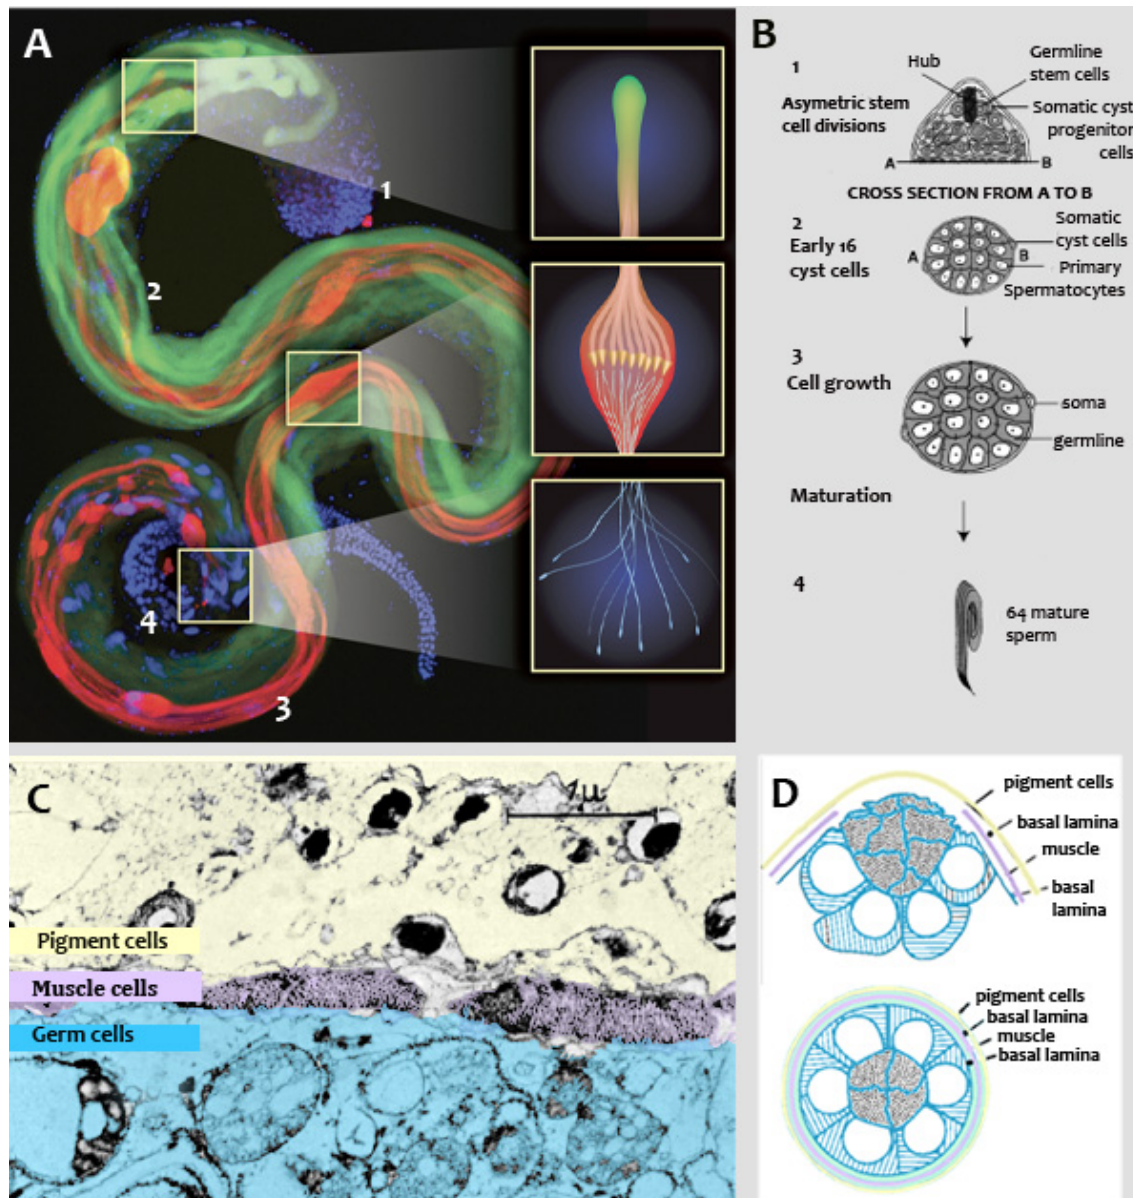 A
1
2
3
4
B
1
Asymetric stem
cell divisions
Hub
Germline
stem cells
Somatic cyst
progenitor
cells
A
B
CROSS SECTION FROM A TO B
2
Early 16
cyst cells
A
B
Somatic
cyst cells
Primary
Spermatocytes
3
Cell growth
soma
germline
Maturation
4
64 mature
sperm
C
1 µ
Pigment cells
Muscle cells
Germ cells
D
pigment cells
basal lamina
muscle
basal
lamina
pigment cells
basal lamina
muscle
basal lamina